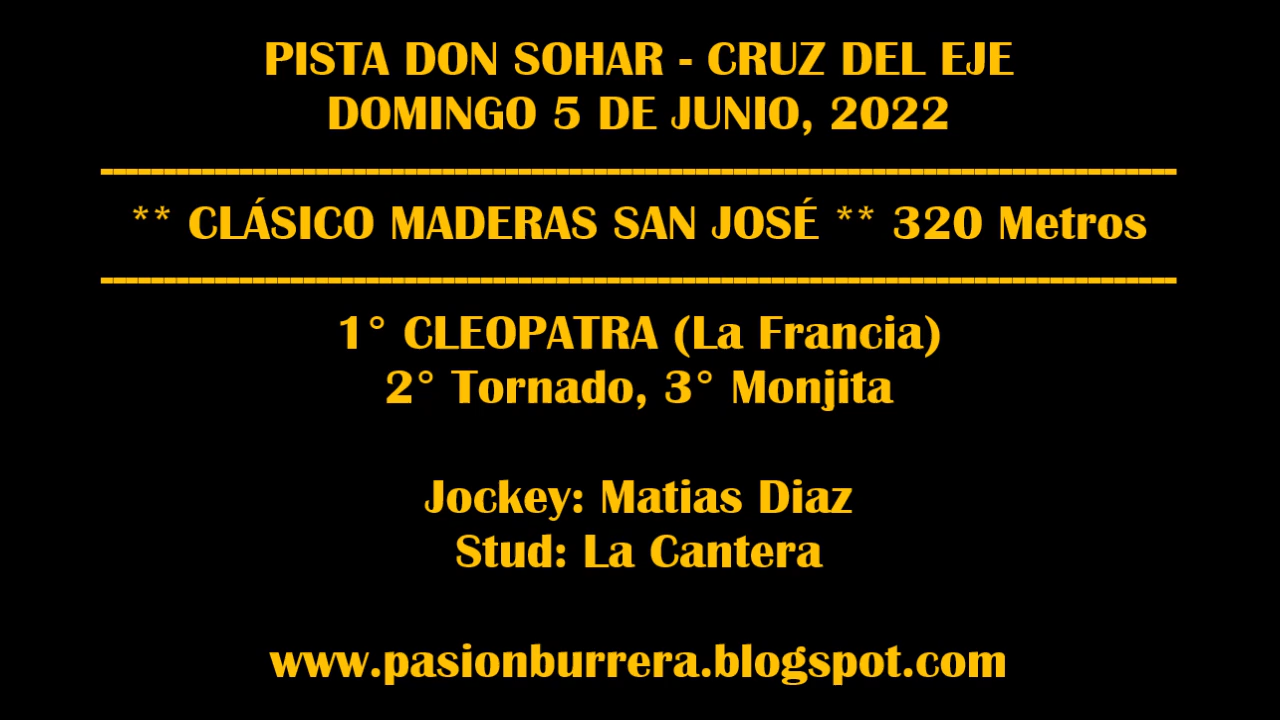 PISTA DON SOHAR - CRUZ DEL EJE
DOMINGO 5 DE JUNIO, 2022
--------------------------------------------------------------------------------
** CLÁSICO MADERAS SAN JOSÉ ** 320 Metros
--------------------------------------------------------------------------------
1° CLEOPATRA (La Francia)
2° Tornado, 3° Monjita
Jockey: Matias Diaz
Stud: La Cantera
www.pasionburrera.blogspot.com